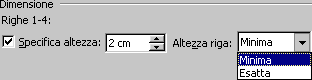 Dimensione
Righe 1-4:
Specifica altezza: 2 cm Altezza riga: Minima
Minima
Esatta